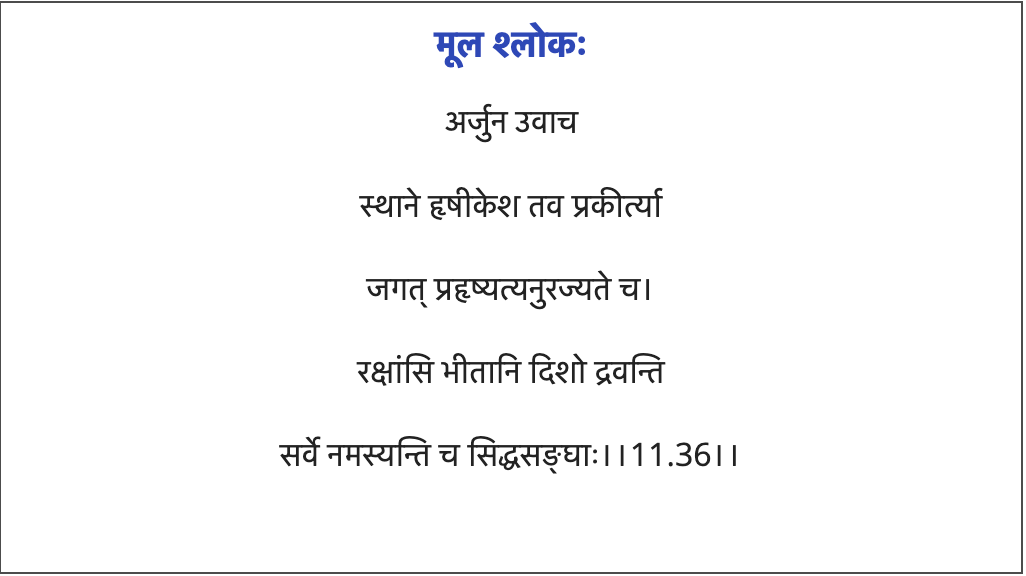 मूल श्लोकः
अर्जुन उवाच
स्थाने हृषीकेश तव प्रकीर्त्या
जगत् प्रहृष्यत्यनुरज्यते च।
रक्षांसि भीतानि दिशो द्रवन्ति
सर्वे नमस्यन्ति च सिद्धसङ्घाः।।11.36।।